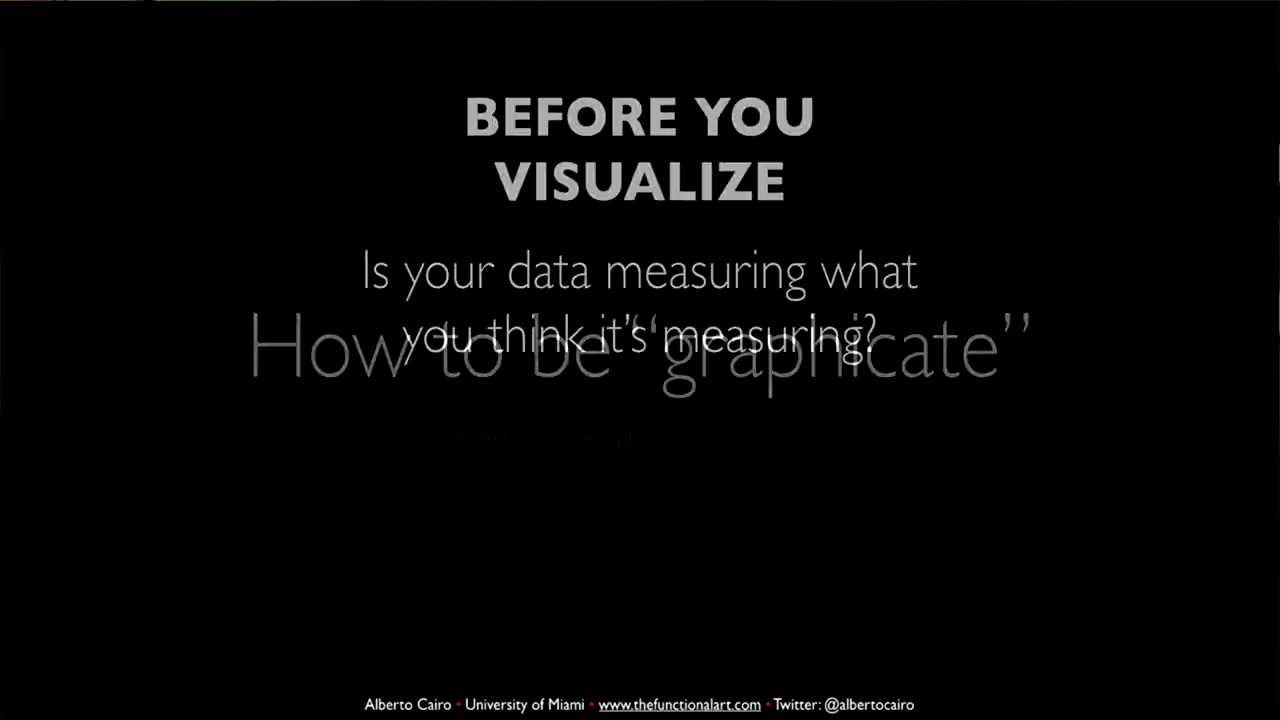 BEFORE YOU
VISUALIZE
Is your data measuring what
you think it’s measuring?
How to be “graphicate”
Alberto Cairo • University of Miami • www.thefunctionalart.com • Twitter: @albertocairo